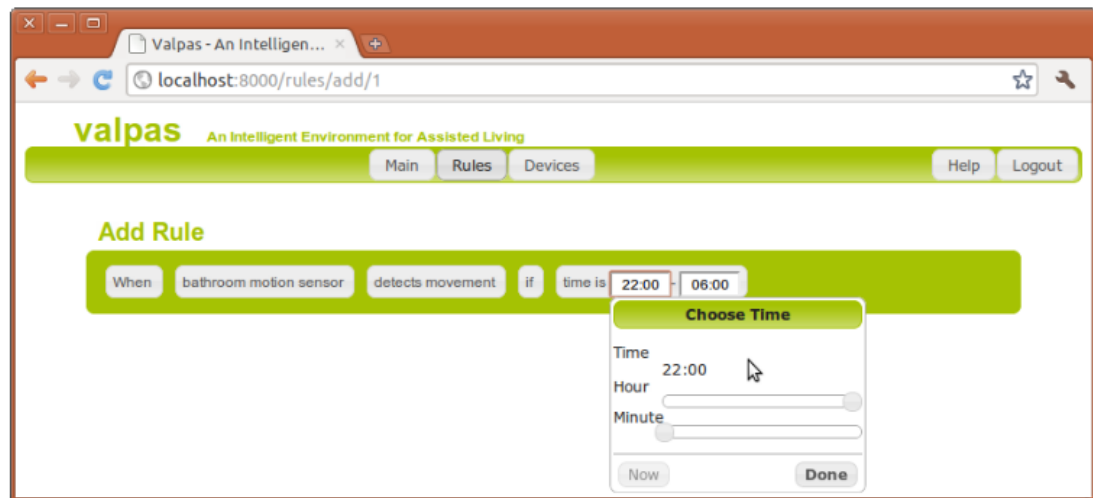 Valpas - An Intelligen...
localhost:8000/rules/add/1
valpas An Intelligent Environment for Assisted Living
Main Rules Devices Help Logout
Add Rule
When bathroom motion sensor detects movement if time is 22:00 - 06:00
Choose Time
Time
22:00
Hour
Minute
Now Done